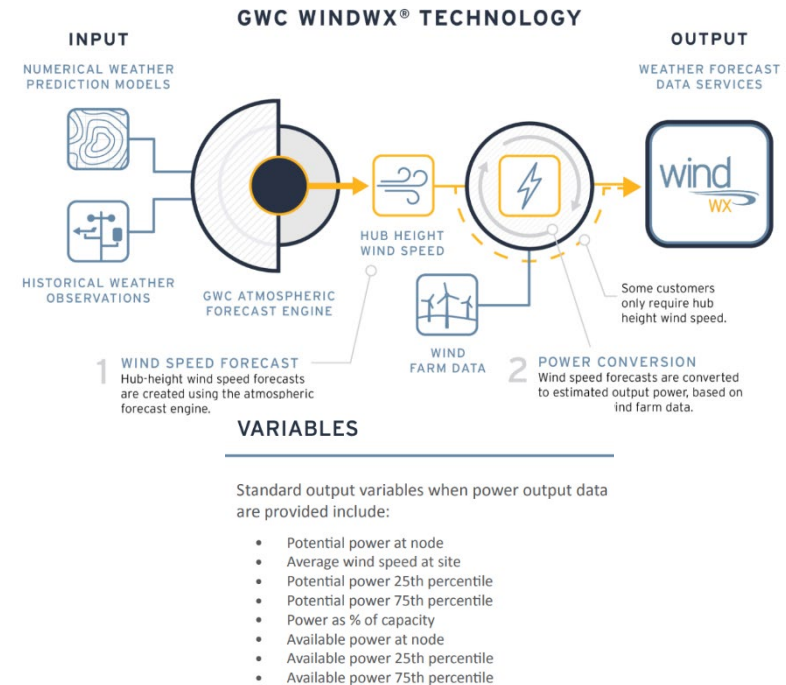 GWC WINDWX® TECHNOLOGY
INPUT
OUTPUT
NUMERICAL WEATHER
PREDICTION MODELS
WEATHER FORECAST
DATA SERVICES
wind
WX
HUB HEIGHT
WIND SPEED
HISTORICAL WEATHER
OBSERVATIONS
GWC ATMOSPHERIC
FORECAST ENGINE
Some customers
only require hub
height wind speed.
WIND
FARM DATA
1 WIND SPEED FORECAST
Hub-height wind speed forecasts
are created using the atmospheric
forecast engine.
2 POWER CONVERSION
Wind speed forecasts are converted
to estimated output power, based on
ind farm data.
VARIABLES
Standard output variables when power output data
are provided include:
• Potential power at node
• Average wind speed at site
• Potential power 25th percentile
• Potential power 75th percentile
• Power as % of capacity
• Available power at node
• Available power 25th percentile
• Available power 75th percentile